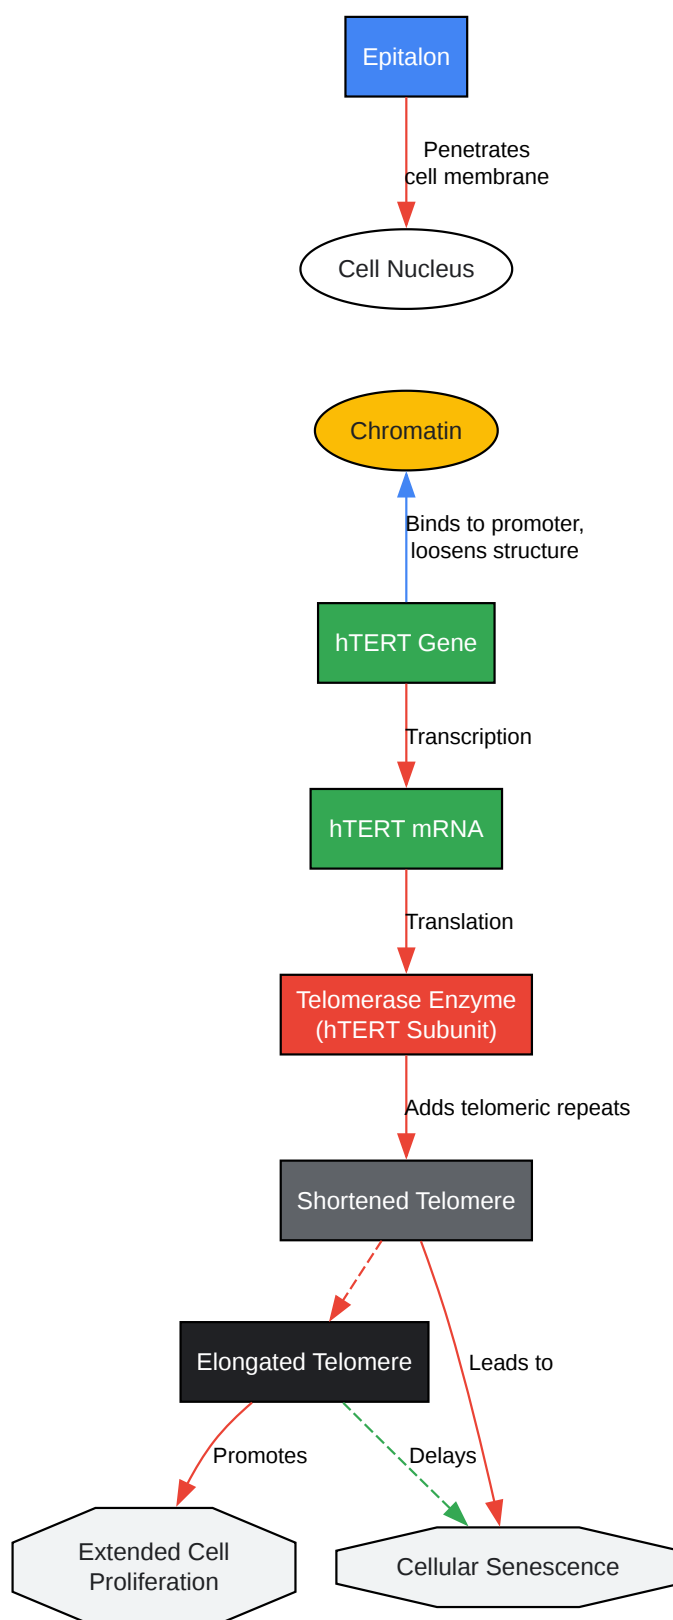 Epitalon
Penetrates
cell membrane
Cell Nucleus
Chromatin
Binds to promoter,
loosens structure
hTERT Gene
Transcription
hTERT mRNA
Translation
Telomerase Enzyme
(hTERT Subunit)
Adds telomeric repeats
Shortened Telomere
Elongated Telomere
Leads to
Promotes
Delays
Extended Cell
Proliferation
Cellular Senescence